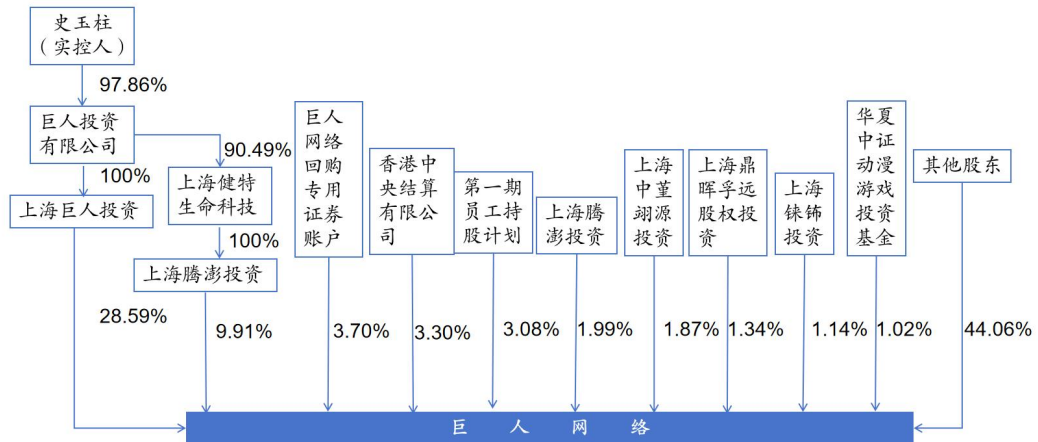 史玉柱
（实控人）
97.86%
巨人投资
有限公司
90.49%
100%
上海巨人投资
上海健特
生命科技
100%
上海腾澎投资
巨人
网络
回购
专用
证券
账户
香港中
央结算
有限公
司
第一期
员工持
股计划
上海腾
澎投资
上海
中堇
翊源
投资
上海鼎
晖孚远
股权投
资
上海
铼钸
投资
华夏
中证
动漫
游戏
投资
基金
其他股东
28.59%
9.91%
3.70%
3.30%
3.08%
1.99%
1.87%
1.34%
1.14%
1.02%
44.06%
巨人网络